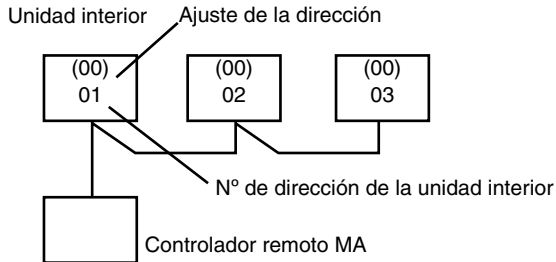 Unidad interior Ajuste de la dirección
(00) (00) (00)
01 02 03
Nº de dirección de la unidad interior
Controlador remoto MA